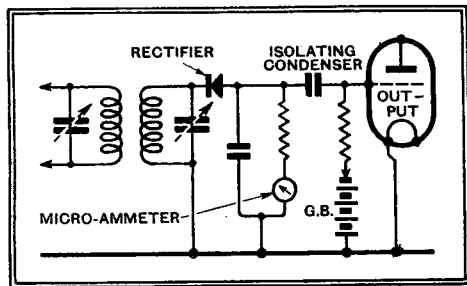 RECTIFIER
ISOLATING
CONDENSER
OUT-
PUT
MICRO-AMMETER
G.B.